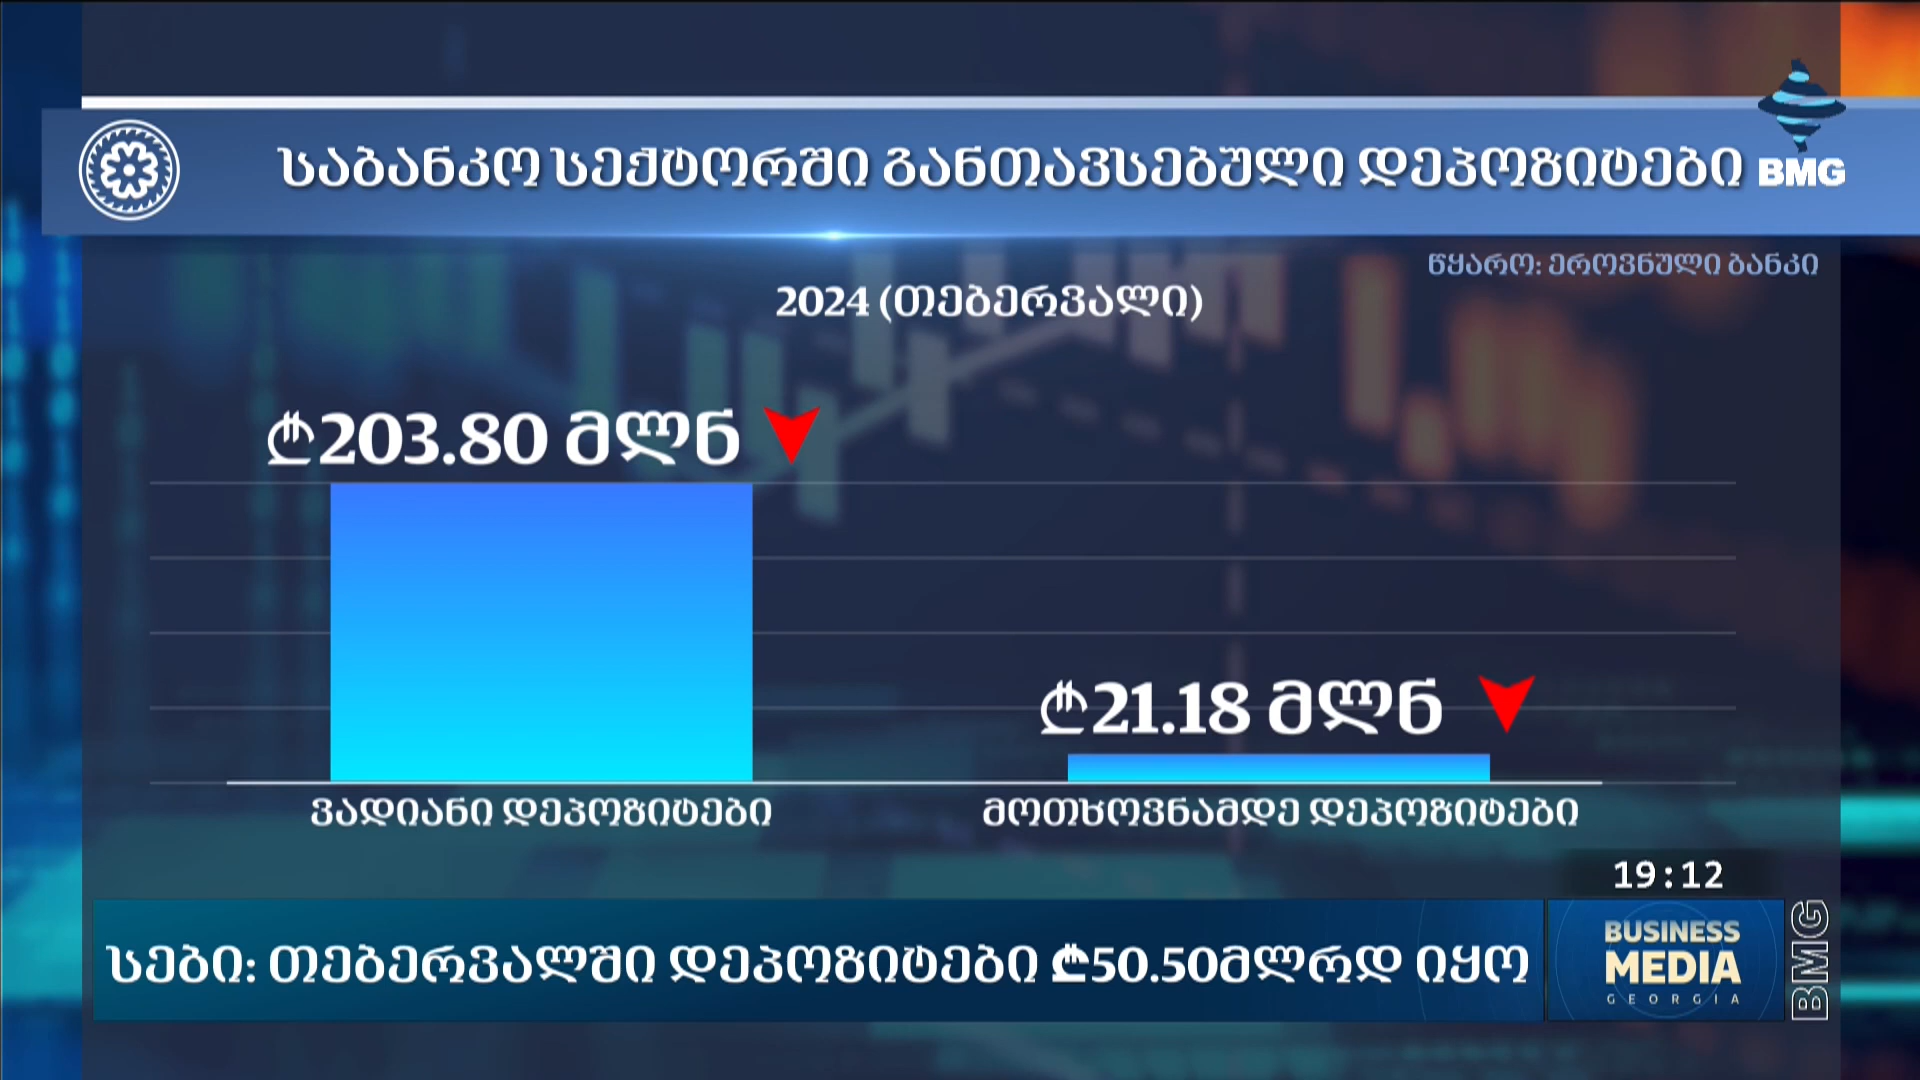 საბანკო სექტორში განთავსებული დეპოზიტები
BMG
წყარო: ეროვნული ბანკი
2024 (თებერვალი)
₾203.80 მლნ
₾21.18 მლნ
ვადიანი დეპოზიტები
მოთხოვნამდე დეპოზიტები
19:12
სები: თებერვალში დეპოზიტები ₾50.50მლრდ იყო
BUSINESS
MEDIA
GEORGIA
BMG